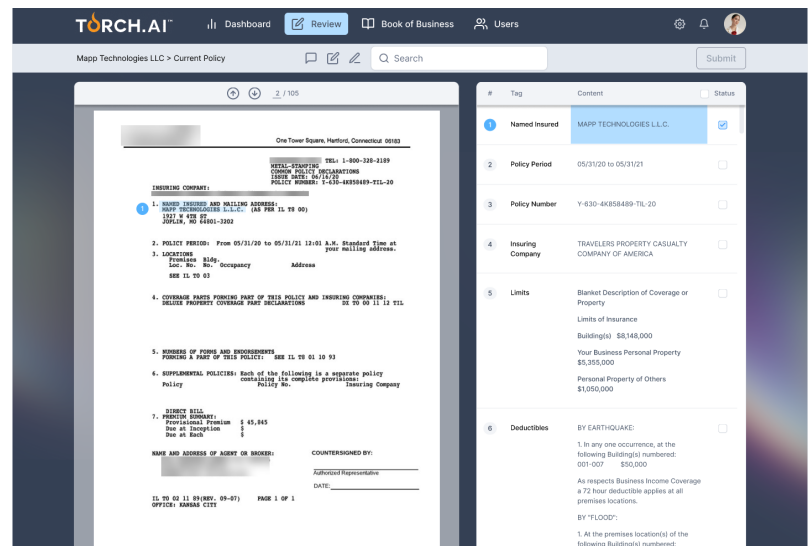 TORCH.AI™ Dashboard Review Book of Business Users
Mapp Technologies LLC > Current Policy Search Submit
2 / 105
One Tower Square, Hartford, Connecticut 06183
TEL: 1-800-328-2189
METAL-STAMPING
COMMON POLICY DECLARATIONS
ISSUE DATE: 06/16/20
POLICY NUMBER: Y-630-4K858489-TIL-20
INSURING COMPANY:
1
1. NAMED INSURED AND MAILING ADDRESS:
MAPP TECHNOLOGIES L.L.C. (AS PER IL T8 00)
1927 W 4TH ST
JOPLIN, MO 64801-3202
2. POLICY PERIOD: From 05/31/20 to 05/31/21 12:01 A.M. Standard Time at
your mailing address.
3. LOCATIONS
Premises Bldg.
Loc. No. No. Occupancy Address
SEE IL T0 03
4. COVERAGE PARTS FORMING PART OF THIS POLICY AND INSURING COMPANIES:
DELUXE PROPERTY COVERAGE PART DECLARATIONS DX T0 00 11 12 TIL
5. NUMBERS OF FORMS AND ENDORSEMENTS
FORMING A PART OF THIS POLICY: SEE IL T8 01 10 93
6. SUPPLEMENTAL POLICIES: Each of the following is a separate policy
containing its complete provisions:
Policy Policy No. Insuring Company
DIRECT BILL
7. PREMIUM SUMMARY:
Provisional Premium $ 45,845
Due at Inception $
Due at Each $
NAME AND ADDRESS OF AGENT OR BROKER: COUNTERSIGNED BY:
Authorized Representative
DATE:
IL T0 02 11 89(REV. 09-07) PAGE 1 OF 1
OFFICE: KANSAS CITY
# Tag Content Status
1 Named Insured MAPP TECHNOLOGIES L.L.C.
2 Policy Period 05/31/20 to 05/31/21
3 Policy Number Y-630-4K858489-TIL-20
4 Insuring TRAVELERS PROPERTY CASUALTY
Company COMPANY OF AMERICA
5 Limits Blanket Description of Coverage or
Property
Limits of Insurance
Building(s) $8,148,000
Your Business Personal Property
$5,355,000
Personal Property of Others
$1,050,000
6 Deductibles BY EARTHQUAKE:
1. In any one occurrence, at the
following Building(s) numbered:
001-007 $50,000
As respects Business Income Coverage
a 72 hour deductible applies at all
premises locations.
BY "FLOOD":
1. At the premises location(s) of the
following Building(s) numbered: